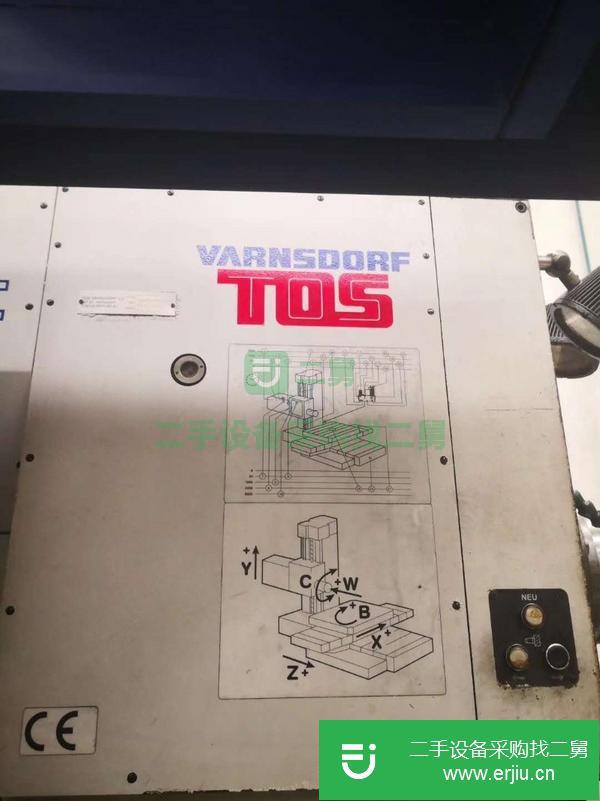 VARNSDORF
TOS
二舅
二手设备采购找二舅
+
Y
C
+
W
+
B
X
+
Z+
NEU
CE
二手设备采购找二舅
www.erjiu.cn